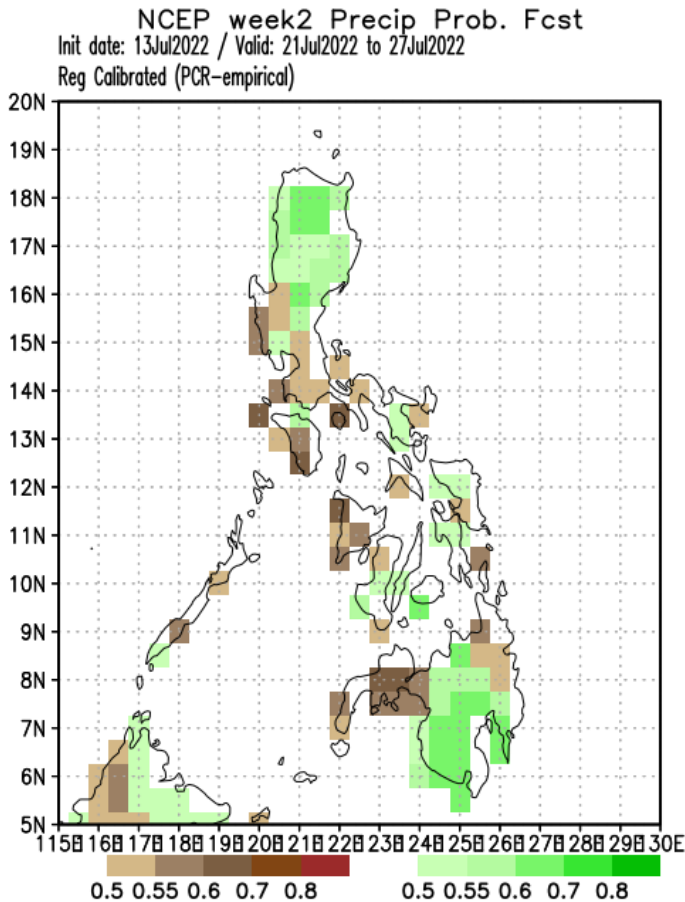 NCEP week2 Precip Prob. Fcst
Init date: 13Jul2022 / Valid: 21Jul2022 to 27Jul2022
Reg Calibrated (PCR-empirical)
20N
19N
18N
17N
16N
15N
14N
13N
12N
11N
10N
9N
8N
7N
6N
5N
115E 116E 117E 118E 119E 120E 121E 122E 123E 124E 125E 126E 127E 128E 129E 130E
0.5 0.55 0.6 0.7 0.8 0.5 0.55 0.6 0.7 0.8